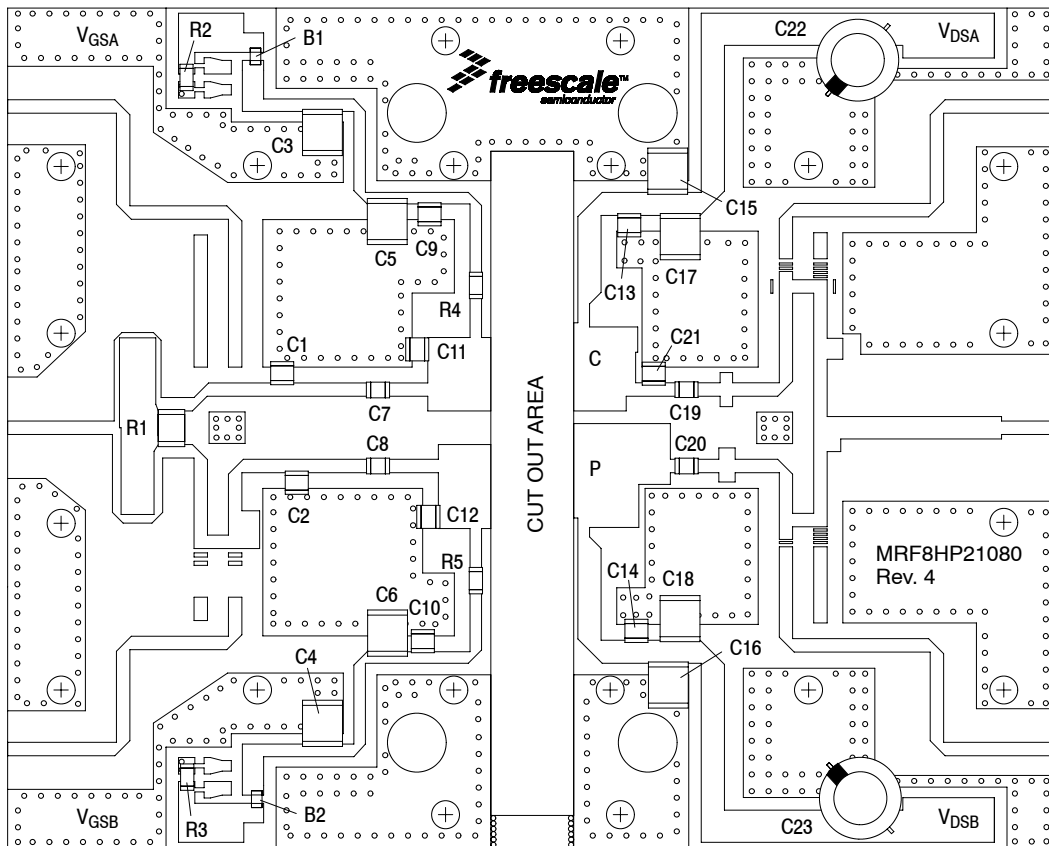 VGSA
R2
B1
C22
VDSA
freescale™
semiconductor
C3
C15
C5
C9
C13
C17
R4
C1
C11
C
C21
C7
C19
R1
CUT OUT AREA
C8
C20
P
C2
C12
MRF8HP21080
Rev. 4
R5
C14
C18
C6
C10
C4
C16
VGSB
R3
B2
C23
VDSB